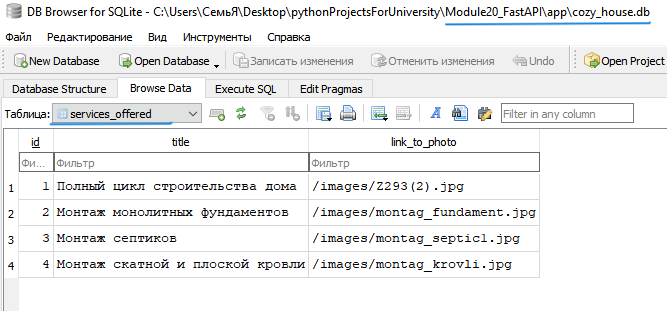 DB Browser for SQLite - C:\Users\СемьЯ\Desktop\pythonProjectsForUniversity\Module20_FastAPI\app\cozy_house.db
Файл Редактирование Вид Инструменты Справка
New Database Open Database Записать изменения Отменить изменения Undo Open Project
Database Structure Browse Data Execute SQL Edit Pragmas
Таблица: services_offered Filter in any column
id title link_to_photo
Фи... Фильтр Фильтр
1 1 Полный цикл строительства дома /images/Z293(2).jpg
2 2 Монтаж монолитных фундаментов /images/montag_fundament.jpg
3 3 Монтаж септиков /images/montag_septic1.jpg
4 4 Монтаж скатной и плоской кровли /images/montag_krovli.jpg